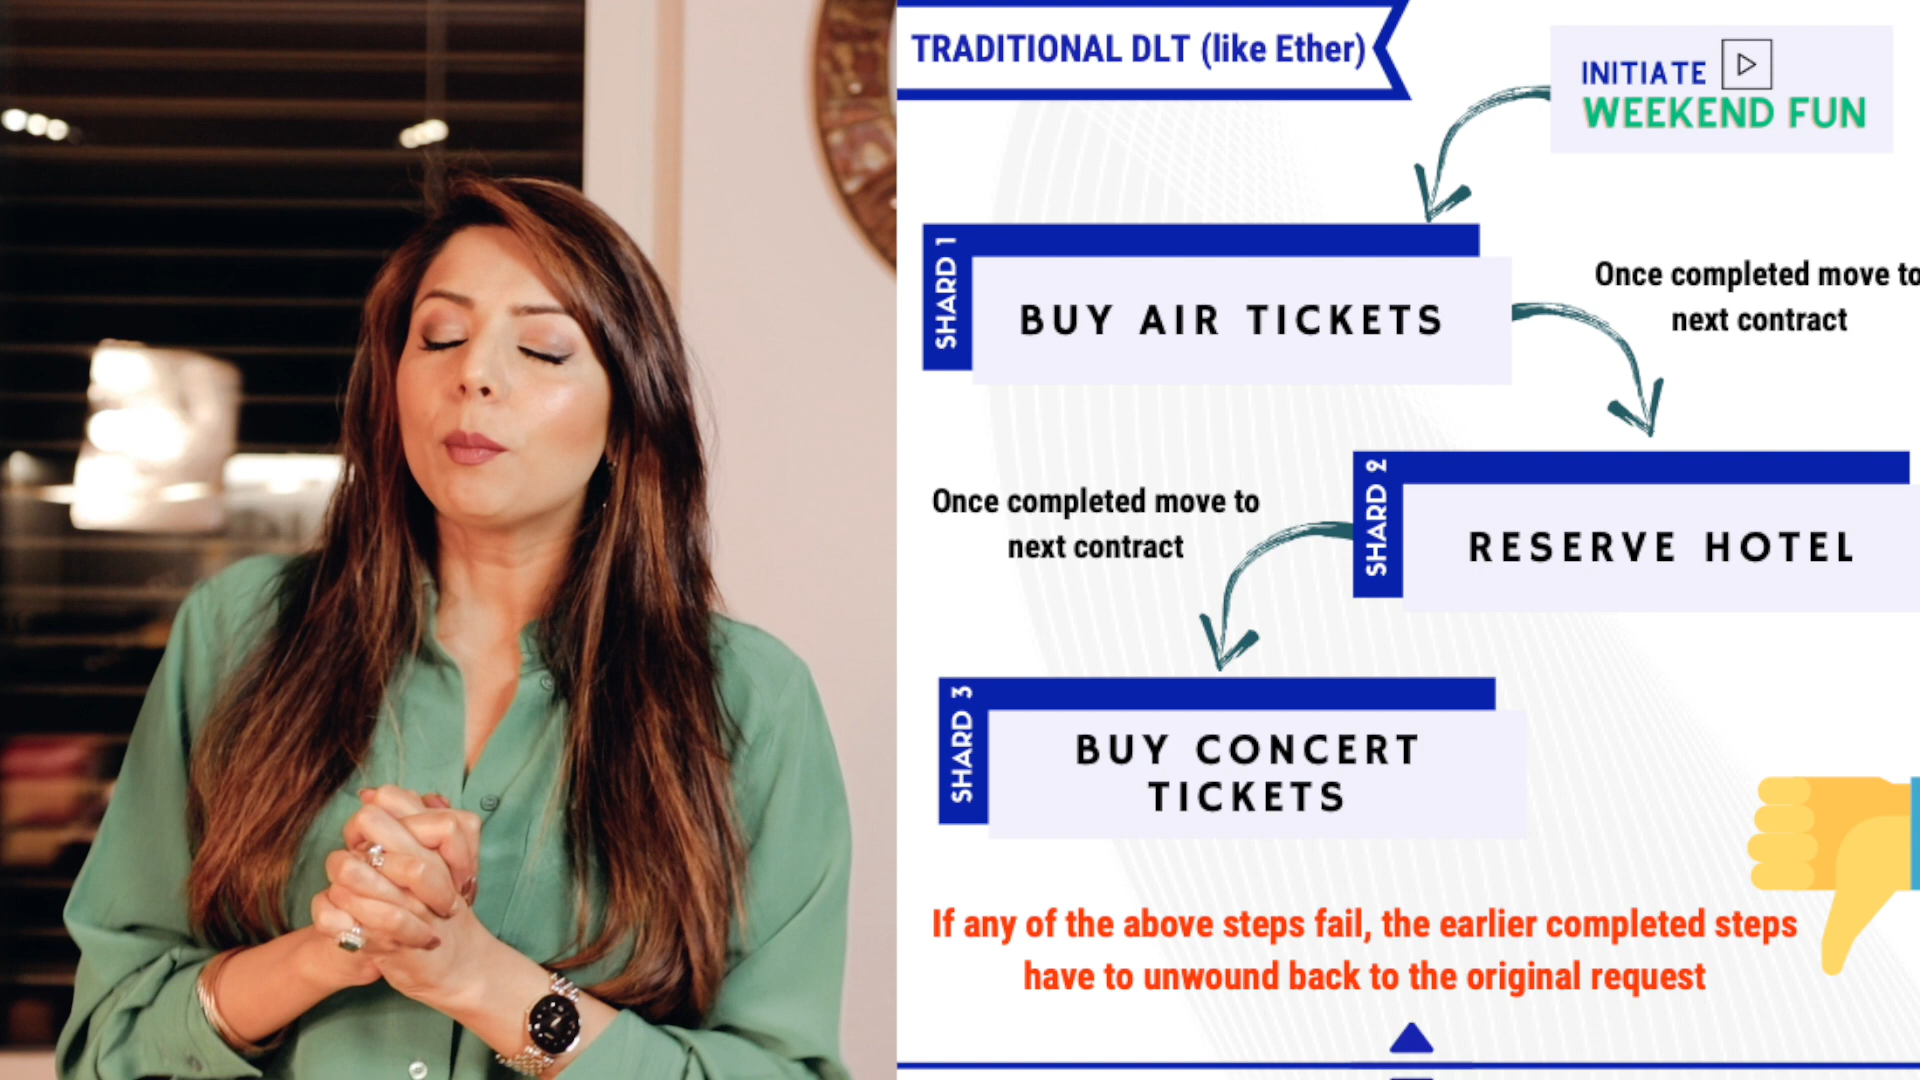 TRADITIONAL DLT (like Ether)
INITIATE
WEEKEND FUN
SHARD 1
BUY AIR TICKETS
Once completed move to
next contract
SHARD 2
RESERVE HOTEL
Once completed move to
next contract
SHARD 3
BUY CONCERT
TICKETS
If any of the above steps fail, the earlier completed steps
have to unwound back to the original request